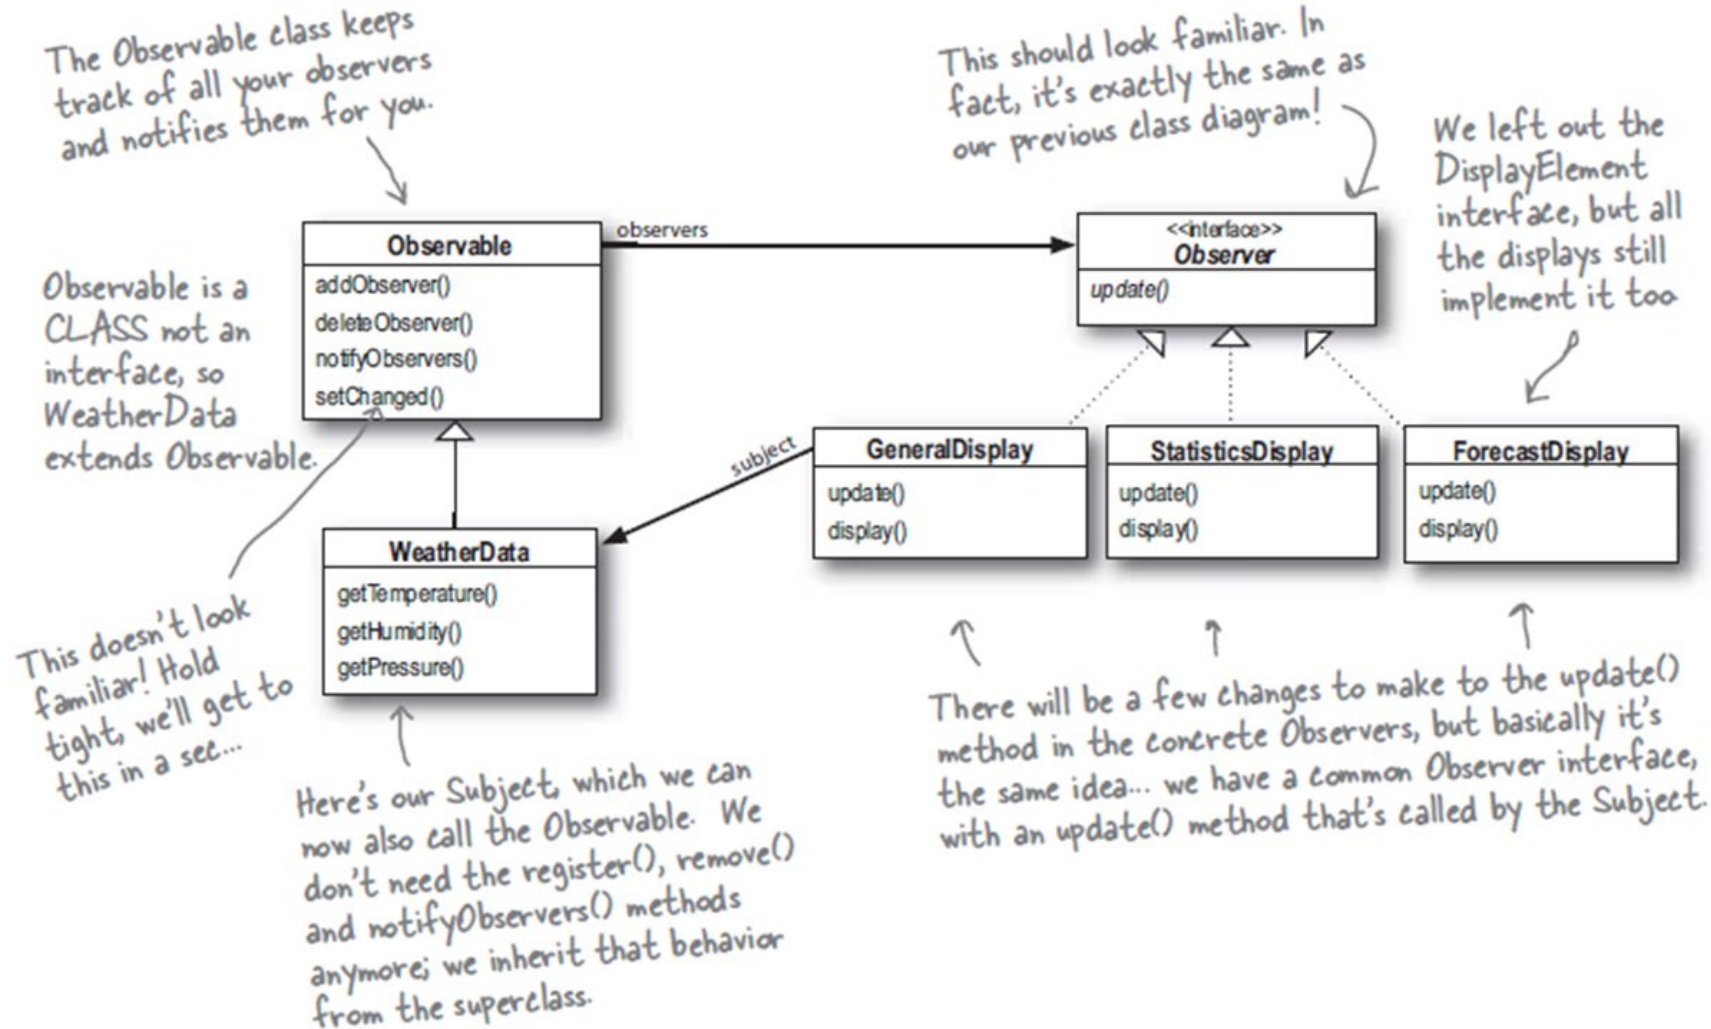 The Observable class keeps
track of all your observers
and notifies them for you.
This should look familiar. In
fact, it's exactly the same as
our previous class diagram!
We left out the
DisplayElement
interface, but all
the displays still
implement it too
Observable is a
CLASS not an
interface, so
WeatherData
extends Observable.
Observable
addObserver()
deleteObserver()
notifyObservers()
setChanged()
observers
<<interface>>
Observer
update()
subject
GeneralDisplay
update()
display()
StatisticsDisplay
update()
display()
ForecastDisplay
update()
display()
WeatherData
getTemperature()
getHumidity()
getPressure()
This doesn't look
familiar! Hold
tight, we'll get to
this in a sec...
Here's our Subject, which we can
now also call the Observable. We
don't need the register(), remove()
and notifyObservers() methods
anymore; we inherit that behavior
from the superclass.
There will be a few changes to make to the update()
method in the concrete Observers, but basically it's
the same idea... we have a common Observer interface,
with an update() method that's called by the Subject.